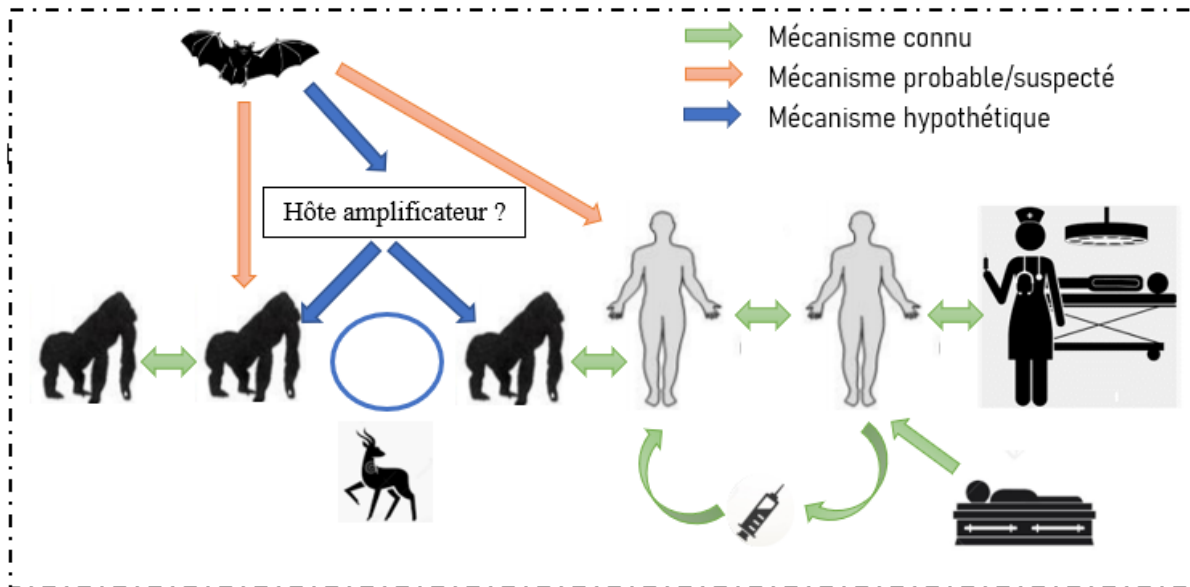 Mécanisme connu
Mécanisme probable/suspecté
Mécanisme hypothétique
Hôte amplificateur ?